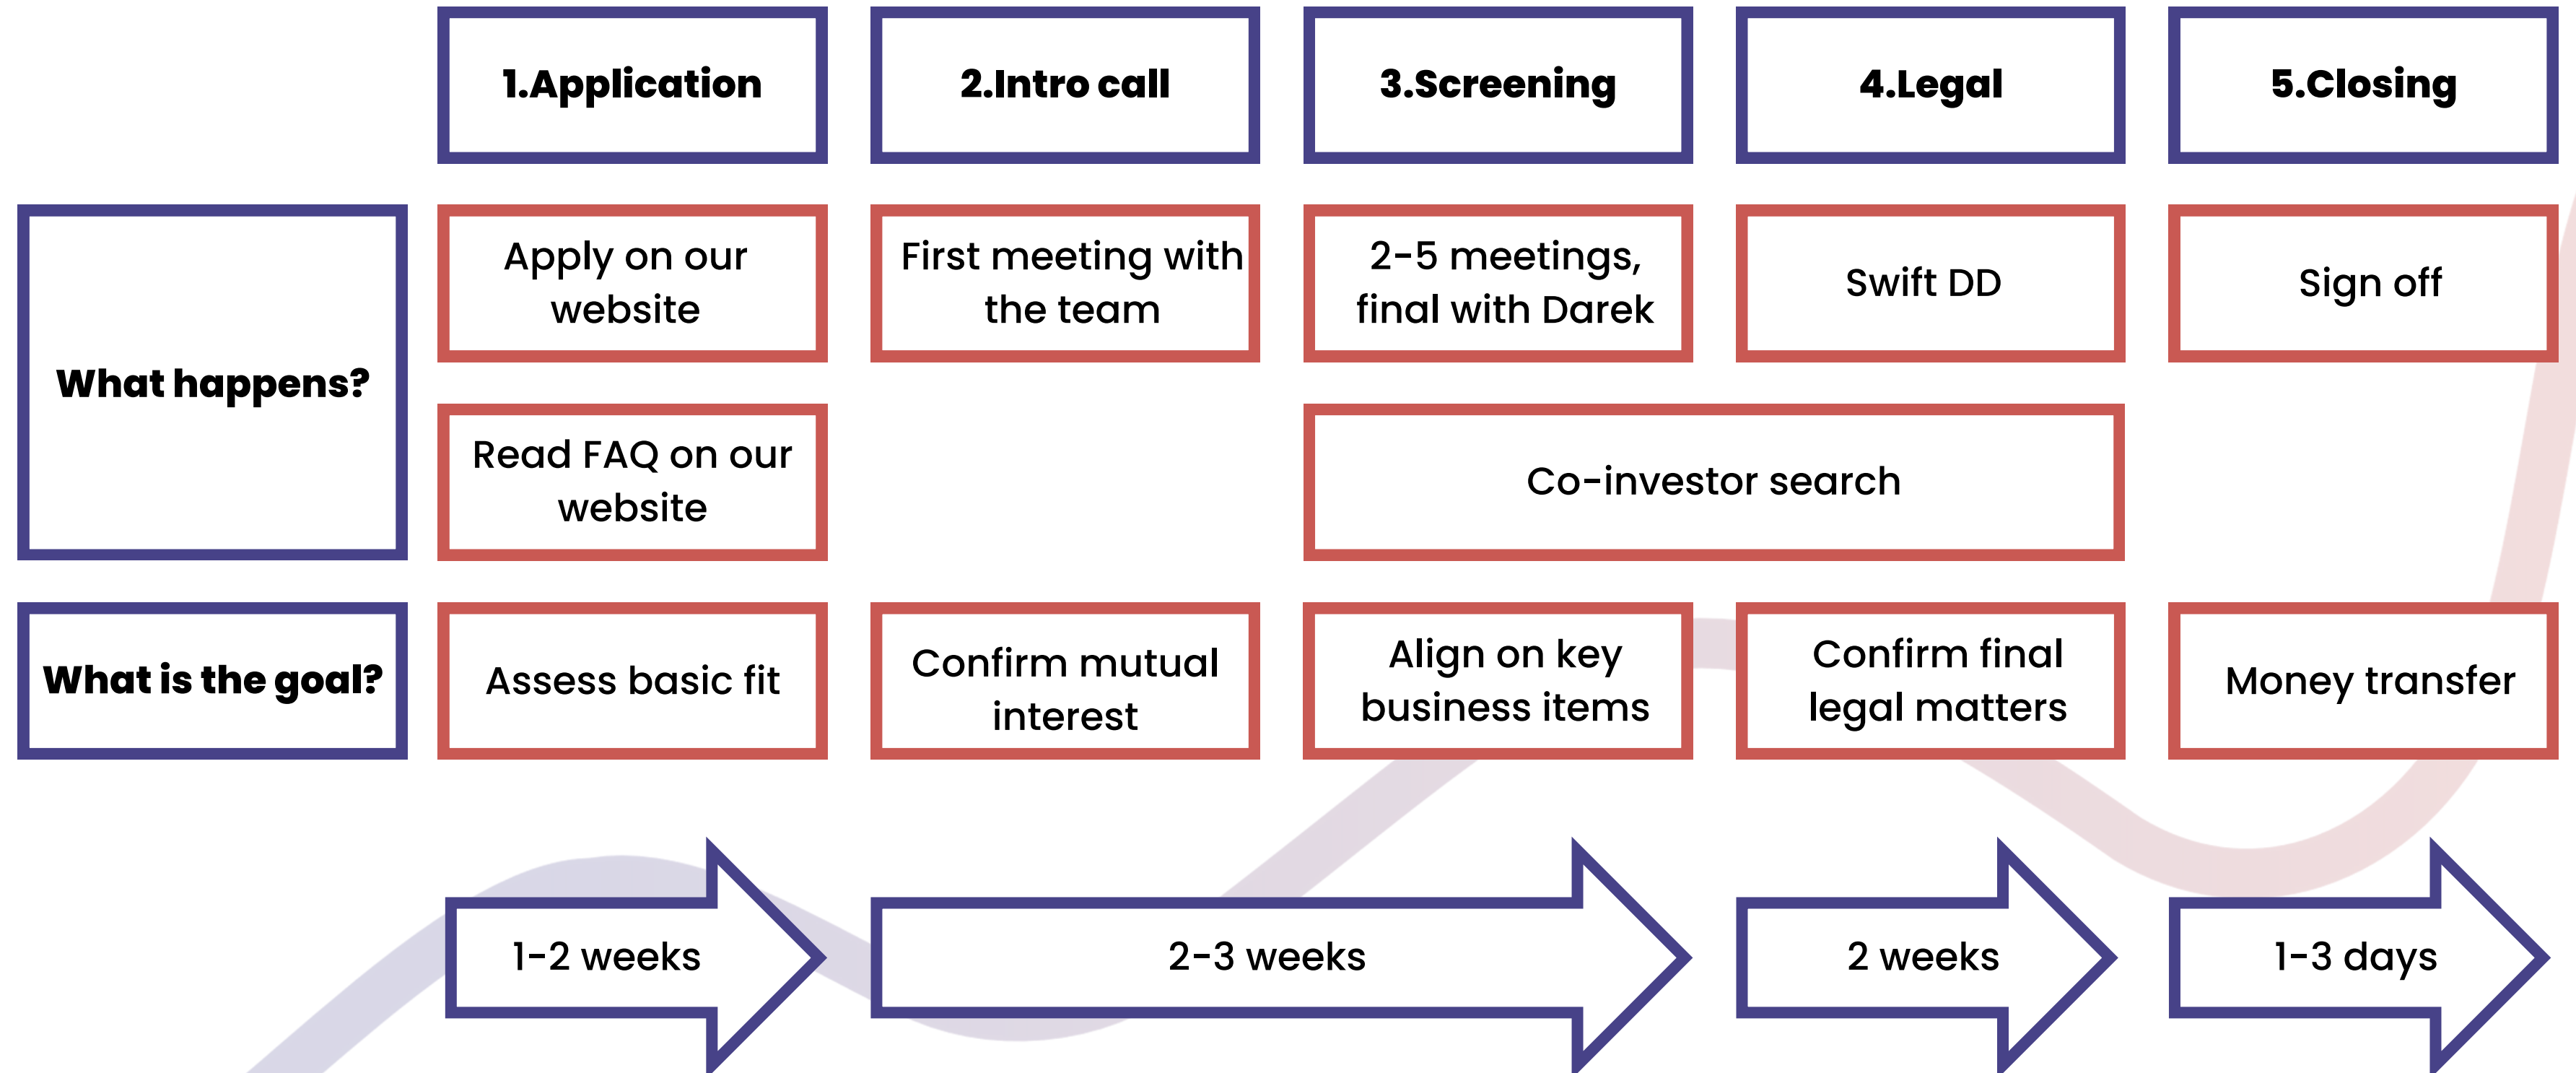 1.Application
2.Intro call
3.Screening
4.Legal
5.Closing
What happens?
Apply on our
website
First meeting with
the team
2-5 meetings,
final with Darek
Swift DD
Sign off
Read FAQ on our
website
Co-investor search
What is the goal?
Assess basic fit
Confirm mutual
interest
Align on key
business items
Confirm final
legal matters
Money transfer
1-2 weeks
2-3 weeks
2 weeks
1-3 days